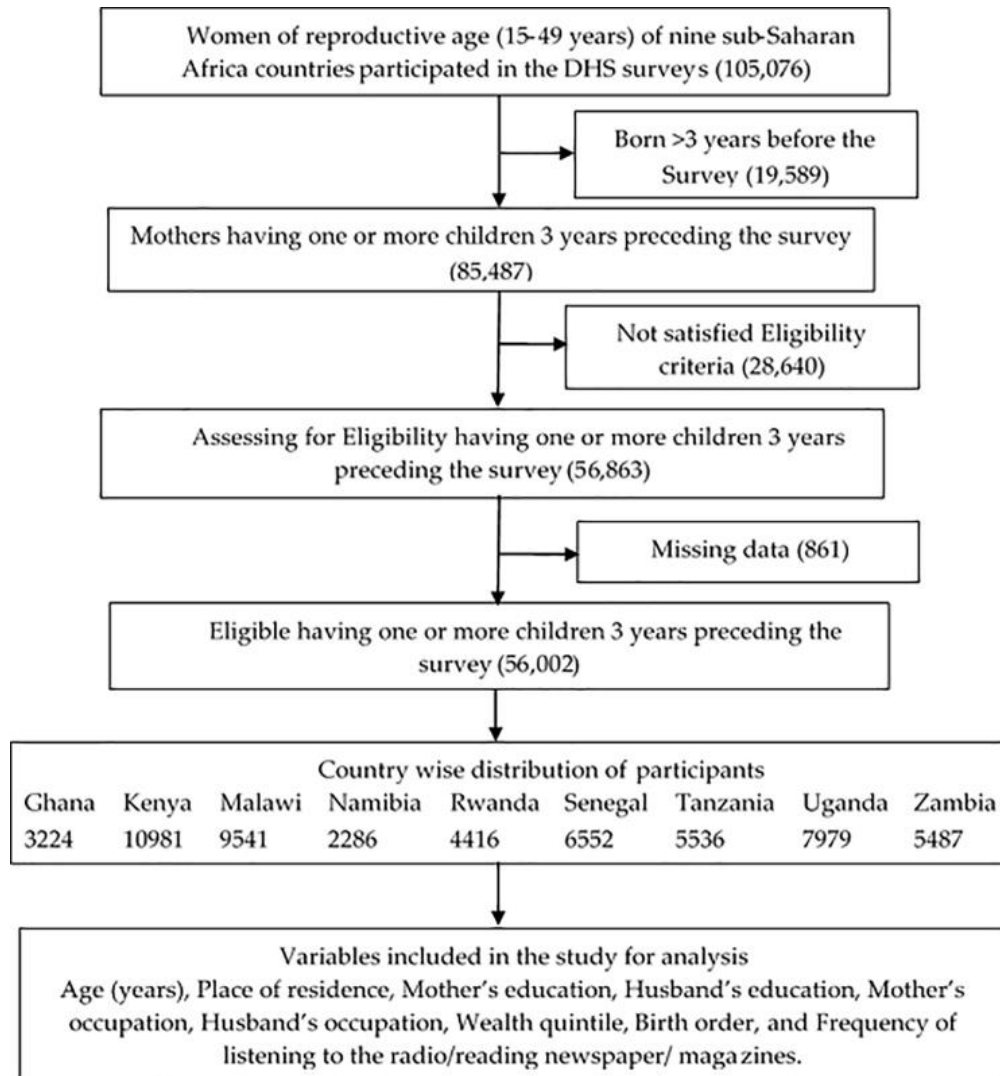 Women of reproductive age (15-49 years) of nine sub-Saharan
Africa countries participated in the DHS surveys (105,076)
Born >3 years before the
Survey (19,589)
Mothers having one or more children 3 years preceding the survey
(85,487)
Not satisfied Eligibility
criteria (28,640)
Assessing for Eligibility having one or more children 3 years
preceding the survey (56,863)
Missing data (861)
Eligible having one or more children 3 years preceding the
survey (56,002)
Country wise distribution of participants
Ghana Kenya Malawi Namibia Rwanda Senegal Tanzania Uganda Zambia
3224 10981 9541 2286 4416 6552 5536 7979 5487
Variables included in the study for analysis
Age (years), Place of residence, Mother's education, Husband's education, Mother's
occupation, Husband's occupation, Wealth quintile, Birth order, and Frequency of
listening to the radio/reading newspaper/ magazines.